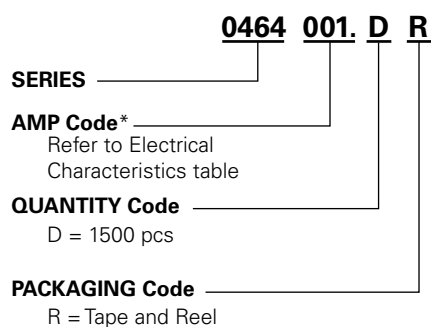 0464 001. D R
SERIES
AMP Code*
Refer to Electrical
Characteristics table
QUANTITY Code
D = 1500 pcs
PACKAGING Code
R = Tape and Reel